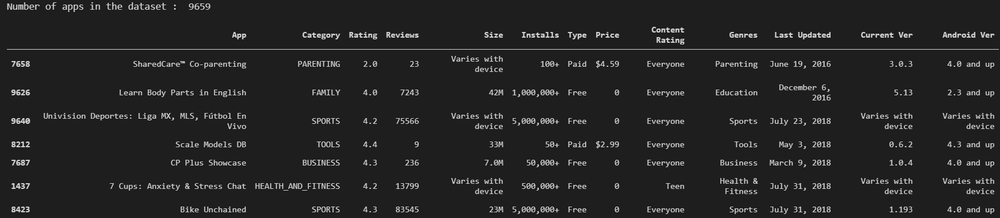 Number of apps in the dataset :  9659
App Category Rating Reviews Size Installs Type Price Content Rating Genres Last Updated Current Ver Android Ver
7658 SharedCare™ Co-parenting PARENTING 2.0 23 Varies with device 100+ Paid $4.59 Everyone Parenting June 19, 2016 3.0.3 4.0 and up
9626 Learn Body Parts in English FAMILY 4.0 7243 42M 1,000,000+ Free 0 Everyone Education December 6, 2016 5.13 2.3 and up
9640 Univision Deportes: Liga MX, MLS, Fútbol En Vivo SPORTS 4.2 75566 Varies with device 5,000,000+ Free 0 Everyone Sports July 23, 2018 Varies with device Varies with device
8212 Scale Models DB TOOLS 4.4 9 33M 50+ Paid $2.99 Everyone Tools May 3, 2018 0.6.2 4.3 and up
7687 CP Plus Showcase BUSINESS 4.3 236 7.0M 50,000+ Free 0 Everyone Business March 9, 2018 1.0.4 4.0 and up
1437 7 Cups: Anxiety & Stress Chat HEALTH_AND_FITNESS 4.2 13799 Varies with device 500,000+ Free 0 Teen Health & Fitness July 31, 2018 Varies with device Varies with device
8423 Bike Unchained SPORTS 4.3 83545 23M 5,000,000+ Free 0 Everyone Sports July 31, 2018 1.193 4.0 and up